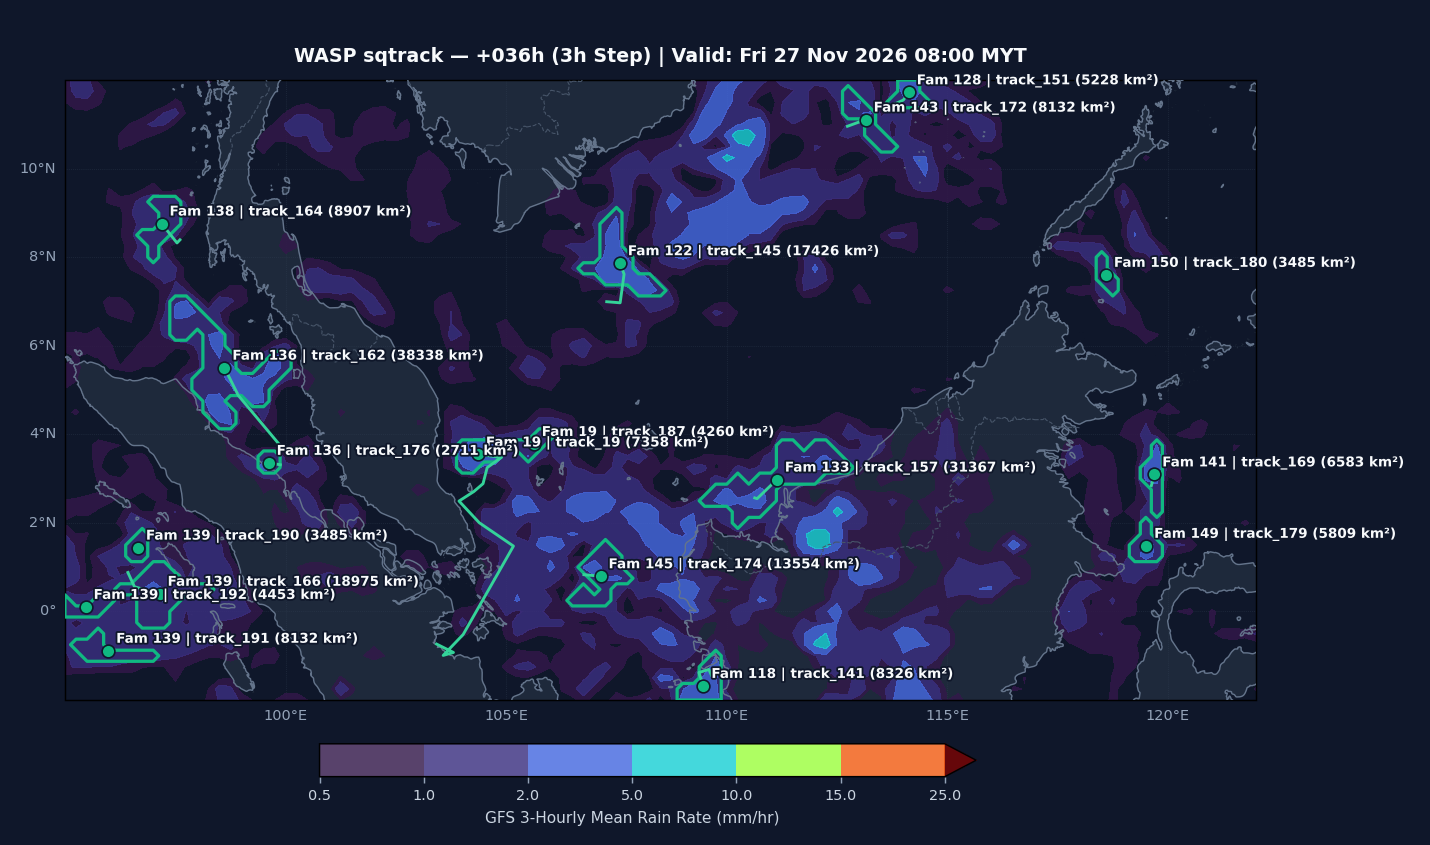 WASP sqtrack — +036h (3h Step) | Valid: Fri 27 Nov 2026 08:00 MYT
Fam 128 | track_151 (5228 km²)
Fam 143 | track_172 (8132 km²)
10°N
Fam 138 | track_164 (8907 km²)
Fam 122 | track_145 (17426 km²)
8°N
Fam 150 | track_180 (3485 km²)
6°N
Fam 136 | track_162 (38338 km²)
4°N
Fam 19 | track_187 (4260 km²)
Fam 19 | track_19 (7358 km²)
Fam 136 | track_176 (2711 km²)
Fam 133 | track_157 (31367 km²)
Fam 141 | track_169 (6583 km²)
2°N
Fam 139 | track_190 (3485 km²)
Fam 149 | track_179 (5809 km²)
Fam 145 | track_174 (13554 km²)
Fam 139 | track_166 (18975 km²)
Fam 139 | track_192 (4453 km²)
0°
Fam 139 | track_191 (8132 km²)
Fam 118 | track_141 (8326 km²)
100°E 105°E 110°E 115°E 120°E
0.5 1.0 2.0 5.0 10.0 15.0 25.0
GFS 3-Hourly Mean Rain Rate (mm/hr)